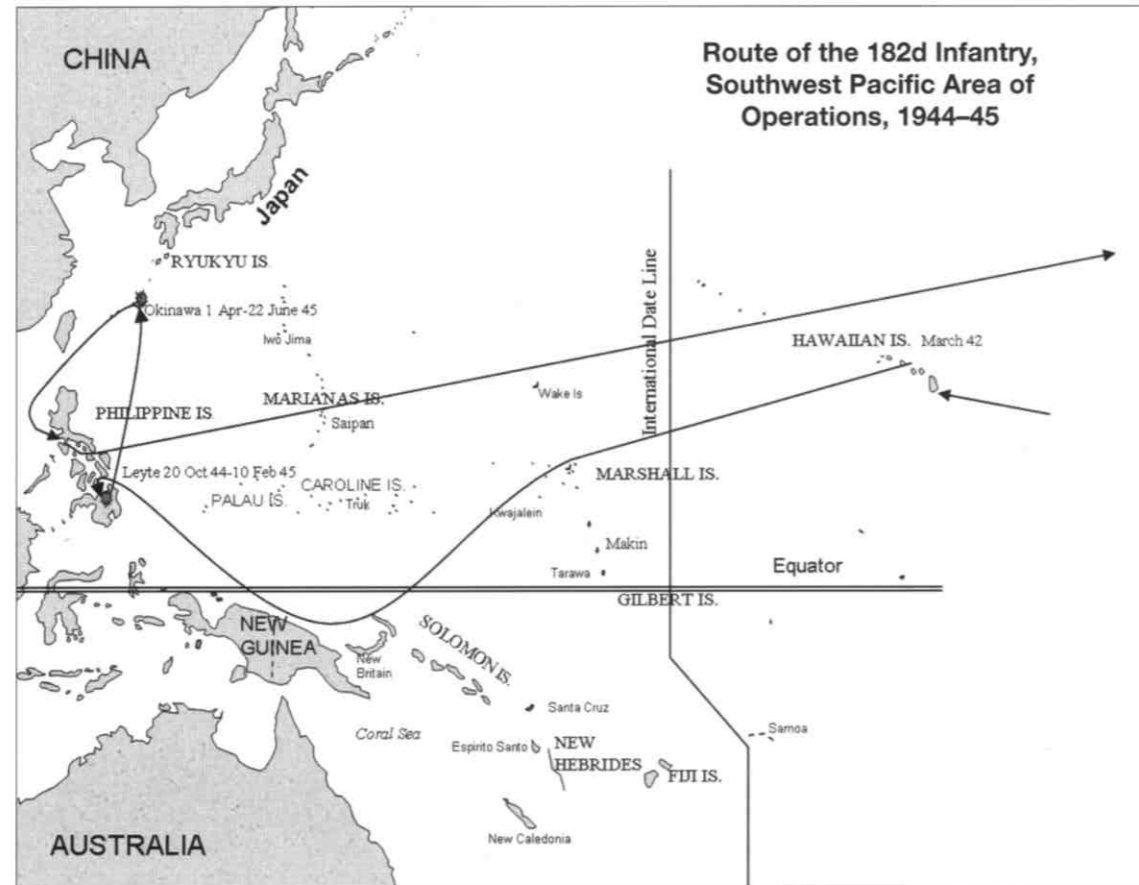 Route of the 182d Infantry,
Southwest Pacific Area of
Operations, 1944–45
CHINA
Japan
RYUKYU IS.
Okinawa 1 Apr-22 June 45
Iwo Jima
International Date Line
HAWAIIAN IS. March 42
MARIANAS IS.
Wake Is
PHILIPPINE IS.
Saipan
Leyte 20 Oct 44-10 Feb 45
CAROLINE IS.
MARSHALL IS.
PALAU IS.
Truk
Kwajalein
Makin
Tarawa
Equator
GILBERT IS.
NEW
GUINEA
SOLOMON IS.
New
Britain
Santa Cruz
Coral Sea
Samoa
Espirito Santo
NEW
HEBRIDES
FIJI IS.
New Caledonia
AUSTRALIA